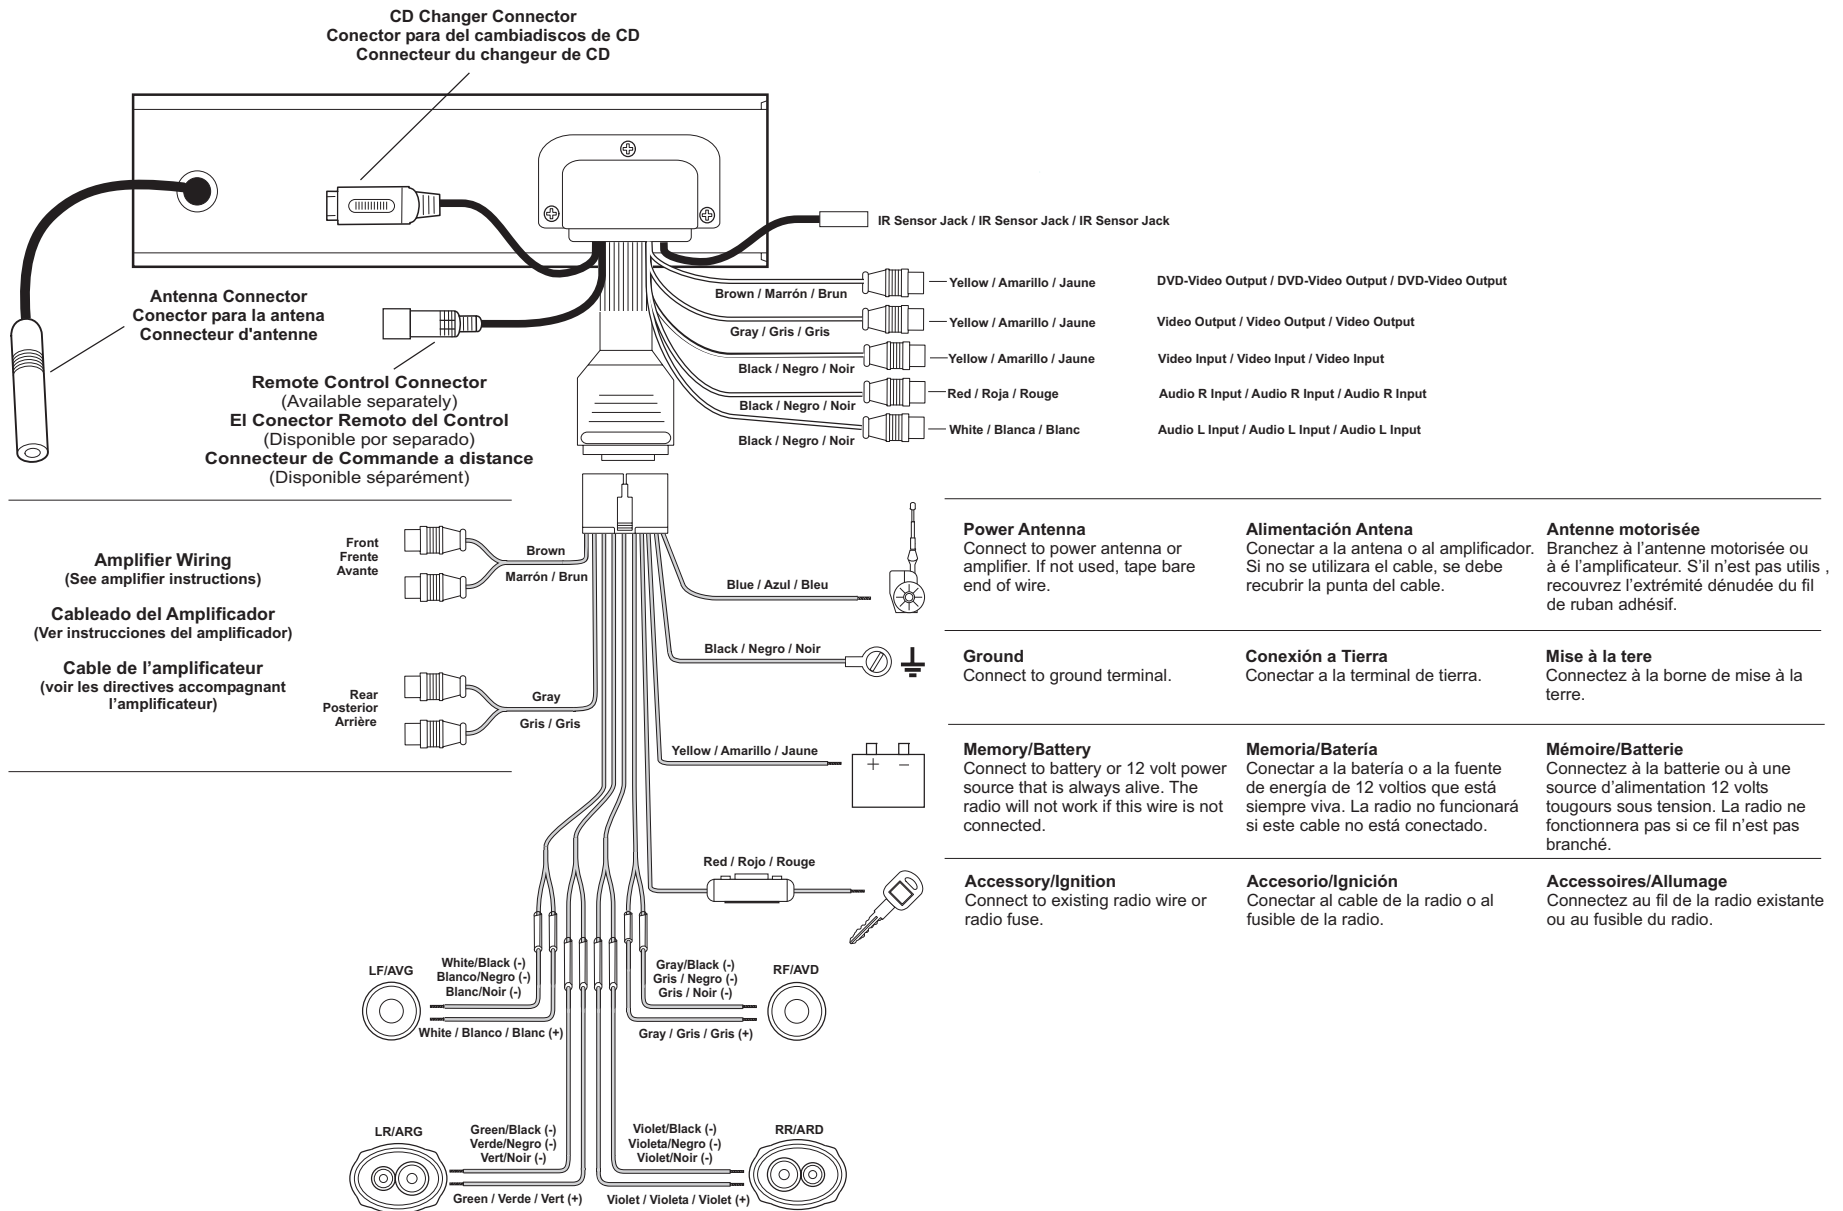 CD Changer Connector
Conector para del cambiadiscos de CD
Connecteur du changeur de CD
IR Sensor Jack / IR Sensor Jack / IR Sensor Jack
Antenna Connector
Conector para la antena
Connecteur d'antenne
Brown / Marrón / Brun
Yellow / Amarillo / Jaune
DVD-Video Output / DVD-Video Output / DVD-Video Output
Gray / Gris / Gris
Yellow / Amarillo / Jaune
Video Output / Video Output / Video Output
Black / Negro / Noir
Yellow / Amarillo / Jaune
Video Input / Video Input / Video Input
Black / Negro / Noir
Red / Roja / Rouge
Audio R Input / Audio R Input / Audio R Input
Black / Negro / Noir
White / Blanca / Blanc
Audio L Input / Audio L Input / Audio L Input
Remote Control Connector
(Available separately)
El Conector Remoto del Control
(Disponible por separado)
Connecteur de Commande a distance
(Disponible séparément)
Amplifier Wiring
(See amplifier instructions)
Cableado del Amplificador
(Ver instrucciones del amplificador)
Cable de l’amplificateur
(voir les directives accompagnant
l’amplificateur)
Front
Frente
Avante
Brown
Marrón / Brun
Rear
Posterior
Arrière
Gray
Gris / Gris
Blue / Azul / Bleu
Power Antenna
Connect to power antenna or
amplifier. If not used, tape bare
end of wire.
Alimentación Antena
Conectar a la antena o al amplificador.
Si no se utilizara el cable, se debe
recubrir la punta del cable.
Antenne motorisée
Branchez à l’antenne motorisée ou
à é l’amplificateur. S’il n’est pas utilis ,
recouvrez l’extrémité dénudée du fil
de ruban adhésif.
Black / Negro / Noir
Ground
Connect to ground terminal.
Conexión a Tierra
Conectar a la terminal de tierra.
Mise à la tere
Connectez à la borne de mise à la
terre.
Yellow / Amarillo / Jaune
+ –
Memory/Battery
Connect to battery or 12 volt power
source that is always alive. The
radio will not work if this wire is not
connected.
Memoria/Batería
Conectar a la batería o a la fuente
de energía de 12 voltios que está
siempre viva. La radio no funcionará
si este cable no está conectado.
Mémoire/Batterie
Connectez à la batterie ou à une
source d’alimentation 12 volts
tougours sous tension. La radio ne
fonctionnera pas si ce fil n’est pas
branché.
Red / Rojo / Rouge
Accessory/Ignition
Connect to existing radio wire or
radio fuse.
Accesorio/Ignición
Conectar al cable de la radio o al
fusible de la radio.
Accessoires/Allumage
Connectez au fil de la radio existante
ou au fusible du radio.
LF/AVG
White/Black (-)
Blanco/Negro (-)
Blanc/Noir (-)
White / Blanco / Blanc (+)
Gray/Black (-)
Gris / Negro (-)
Gris / Noir (-)
Gray / Gris / Gris (+)
RF/AVD
LR/ARG
Green/Black (-)
Verde/Negro (-)
Vert/Noir (-)
Green / Verde / Vert (+)
Violet/Black (-)
Violeta/Negro (-)
Violet/Noir (-)
Violet / Violeta / Violet (+)
RR/ARD